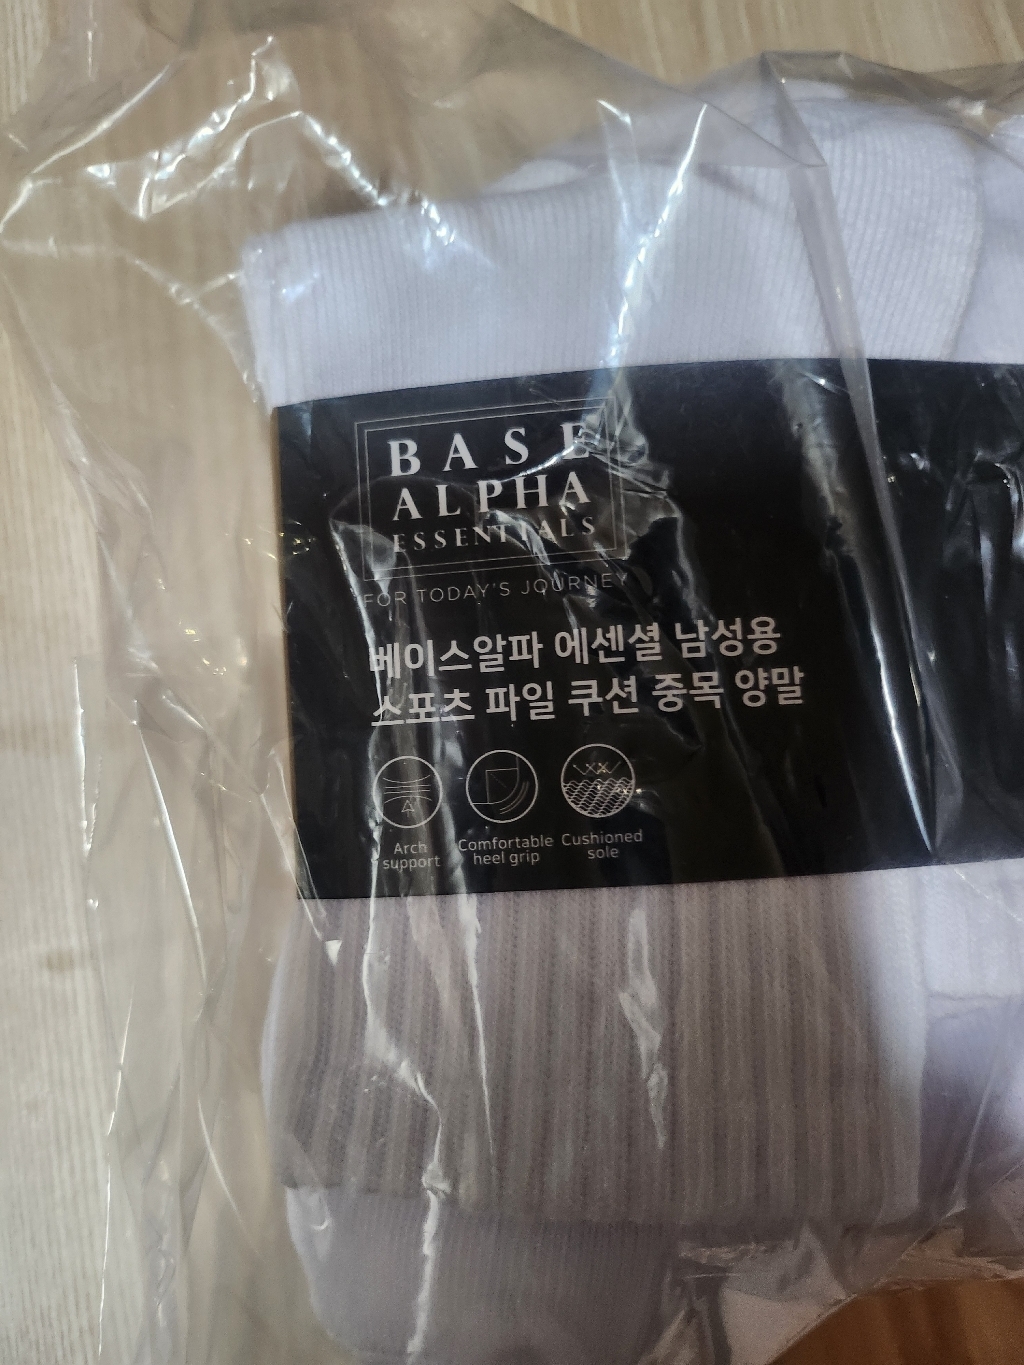 BASE
ALPHA
ESSENTIALS
FOR TODAY'S JOURNEY
베이스알파 에센셜 남성용
스포츠 파일 쿠션 중목 양말
Arch
support
Comfortable
heel grip
Cushioned
sole